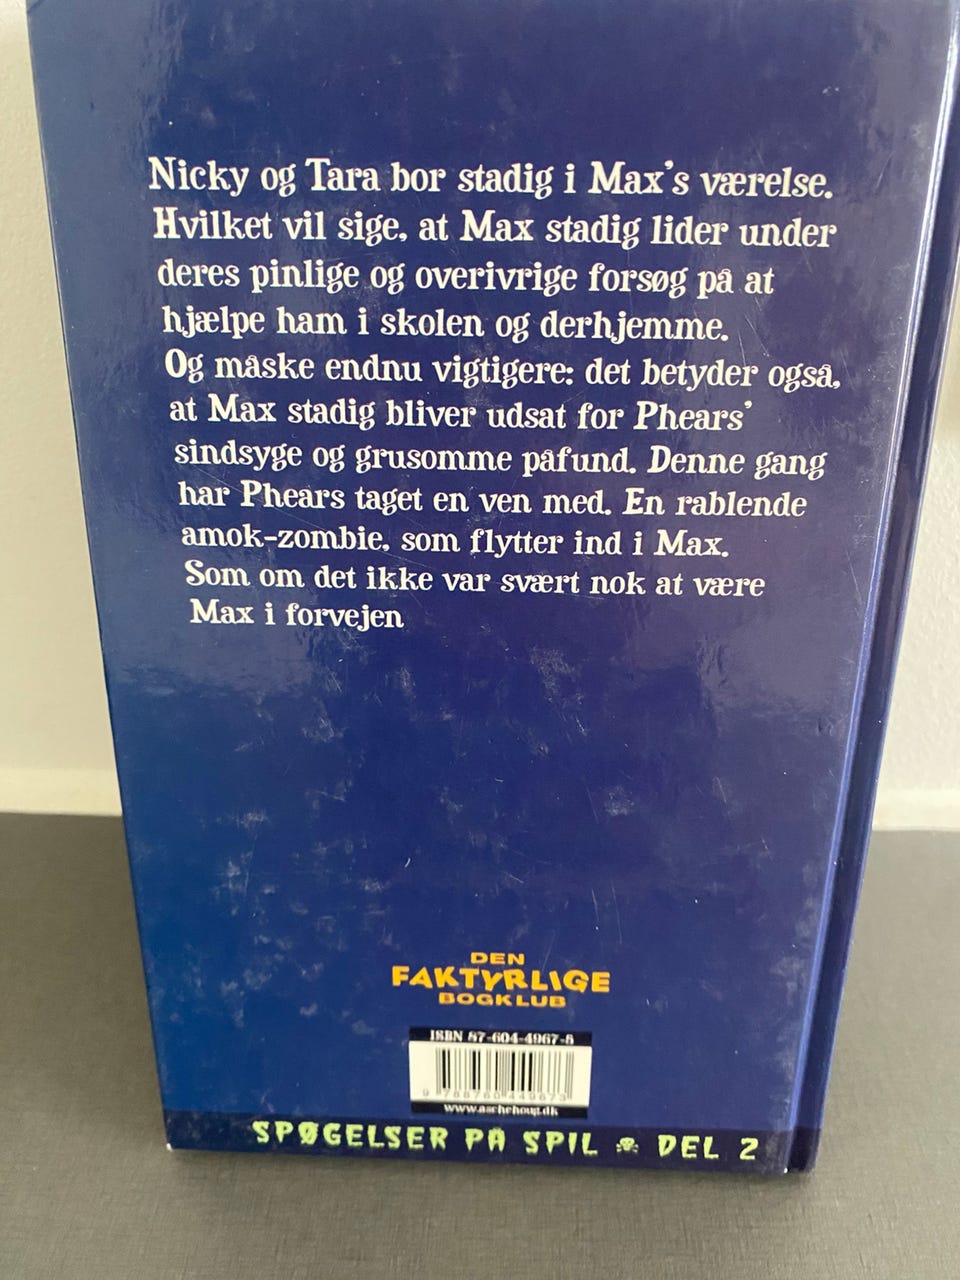 Nicky og Tara bor stadig i Max's værelse.
Hvilket vil sige, at Max stadig lider under
deres pinlige og overivrige forsøg på at
hjælpe ham i skolen og derhjemme.
Og måske endnu vigtigere: det betyder også,
at Max stadig bliver udsat for Phears'
sindsyge og grusomme påfund. Denne gang
har Phears taget en ven med. En rablende
amok-zombie, som flytter ind i Max.
Som om det ikke var svært nok at være
Max i forvejen
DEN
FAKTYRLIGE
BOGKLUB
ISBN 87-604-4967-5
9 788760 449673
www.aschehoug.dk
SPØGELSER PÅ SPIL DEL 2